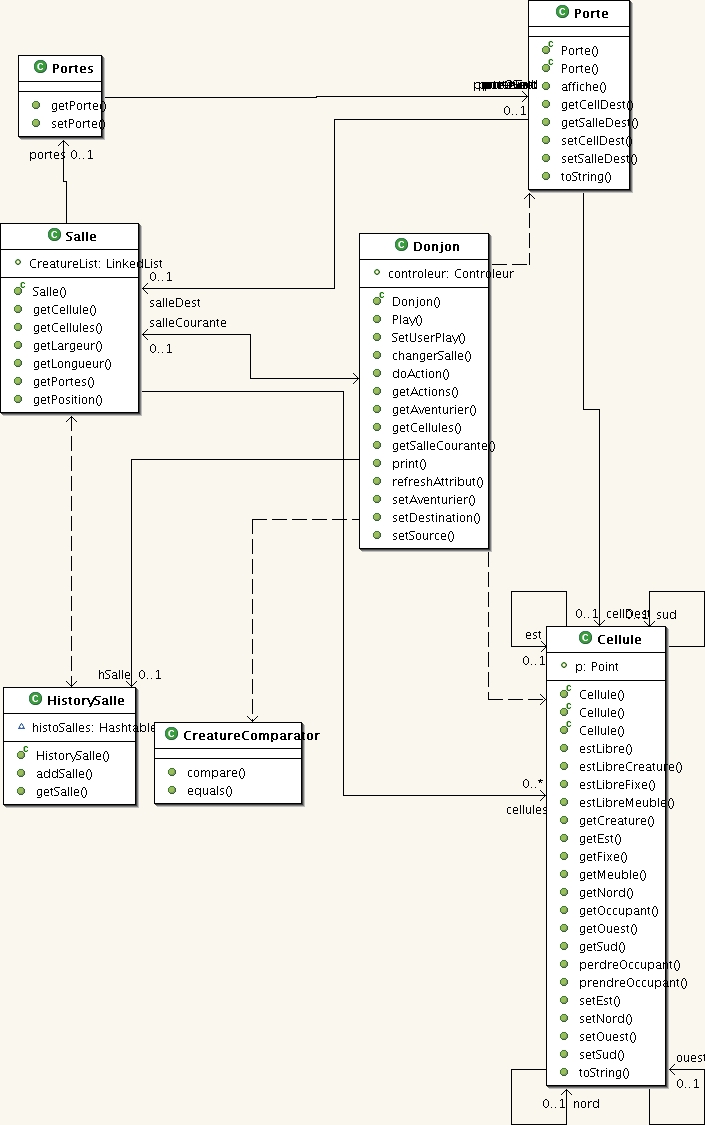 Porte
Porte()
Porte()
affiche()
getCellDest()
getSalleDest()
setCellDest()
setSalleDest()
toString()
0..1
Portes
getPorte()
setPorte()
portes 0..1
Salle
CreatureList: LinkedList
Salle()
getCellule()
getCellules()
getLargeur()
getLongueur()
getPortes()
getPosition()
0..1
salleDest
salleCourante
0..1
Donjon
controleur: Controleur
Donjon()
Play()
SetUserPlay()
changerSalle()
doAction()
getActions()
getAventurier()
getCellules()
getSalleCourante()
print()
refreshAttribut()
setAventurier()
setDestination()
setSource()
hSalle 0..1
HistorySalle
histoSalles: Hashtable
HistorySalle()
addSalle()
getSalle()
CreatureComparator
compare()
equals()
0..1 cellDest
0..1 sud
est
0..1
0..*
cellules
Cellule
p: Point
Cellule()
Cellule()
Cellule()
estLibre()
estLibreCreature()
estLibreFixe()
estLibreMeuble()
getCreature()
getEst()
getFixe()
getMeuble()
getNord()
getOccupant()
getOuest()
getSud()
perdreOccupant()
prendreOccupant()
setEst()
setNord()
setOuest()
setSud()
toString()
ouest
0..1
0..1 nord